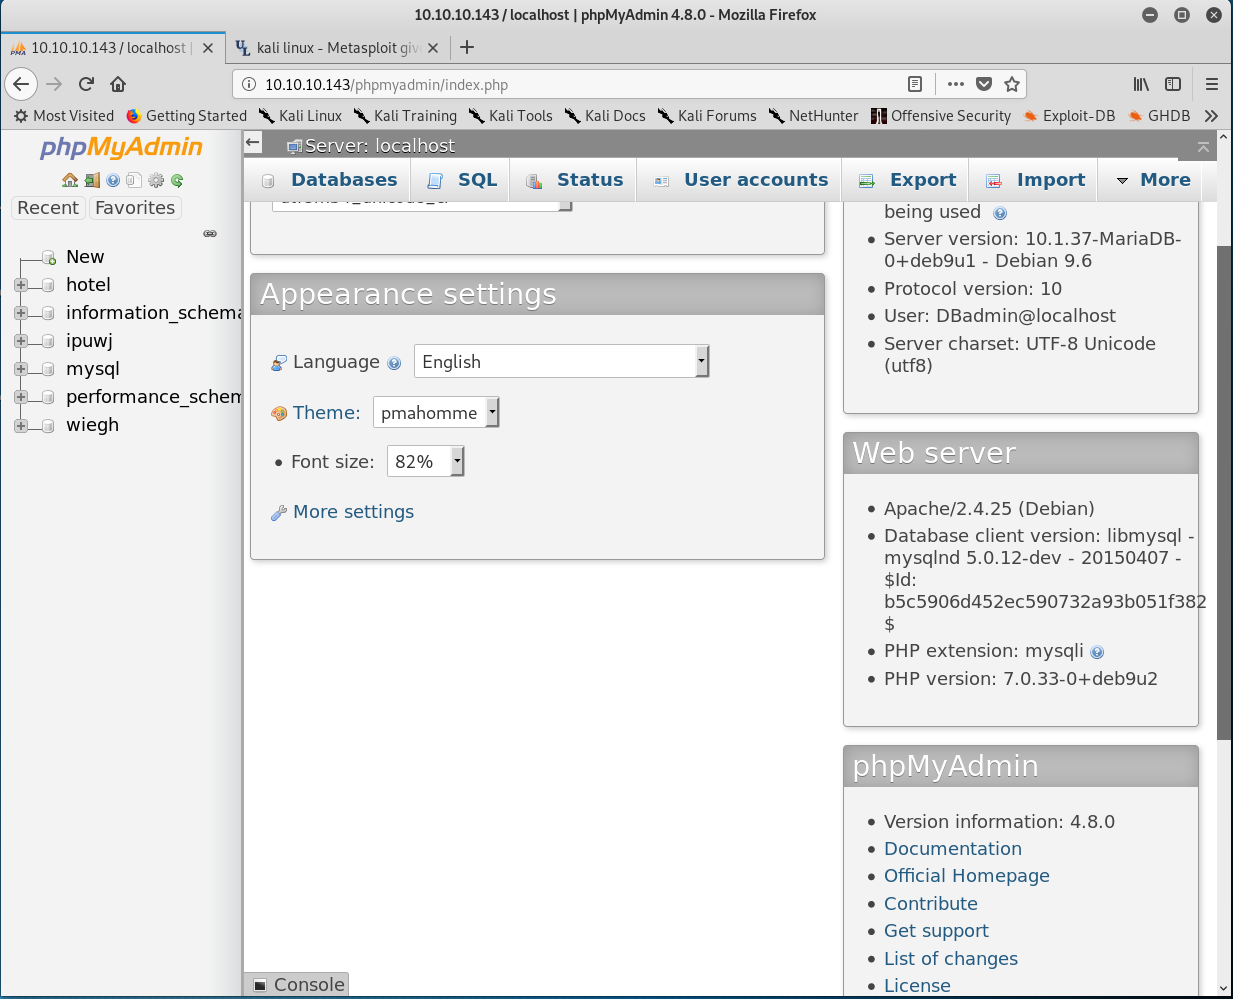 10.10.10.143 / localhost | phpMyAdmin 4.8.0 - Mozilla Firefox
10.10.10.143 / localhost |
kali linux - Metasploit giv
10.10.10.143/phpmyadmin/index.php
Most Visited
Getting Started
Kali Linux
Kali Training
Kali Tools
Kali Docs
Kali Forums
NetHunter
Offensive Security
Exploit-DB
GHDB
phpMyAdmin
Recent
Favorites
New
hotel
information_schema
ipuwj
mysql
performance_schem
wiegh
Server: localhost
Databases
SQL
Status
User accounts
Export
Import
More
Appearance settings
Language
English
Theme:
pmahomme
Font size:
82%
More settings
being used
Server version: 10.1.37-MariaDB-
0+deb9u1 - Debian 9.6
Protocol version: 10
User: DBadmin@localhost
Server charset: UTF-8 Unicode
(utf8)
Web server
Apache/2.4.25 (Debian)
Database client version: libmysql -
mysqlnd 5.0.12-dev - 20150407 -
$Id:
b5c5906d452ec590732a93b051f382
$
PHP extension: mysqli
PHP version: 7.0.33-0+deb9u2
phpMyAdmin
Version information: 4.8.0
Documentation
Official Homepage
Contribute
Get support
List of changes
License
Console